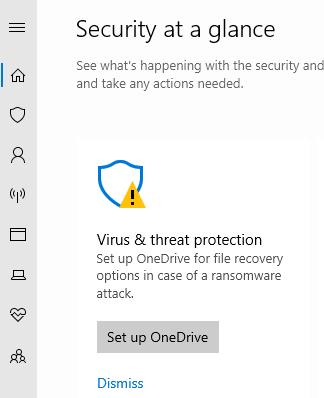 Security at a glance
See what's happening with the security and
and take any actions needed.
Virus & threat protection
Set up OneDrive for file recovery
options in case of a ransomware
attack.
Set up OneDrive
Dismiss